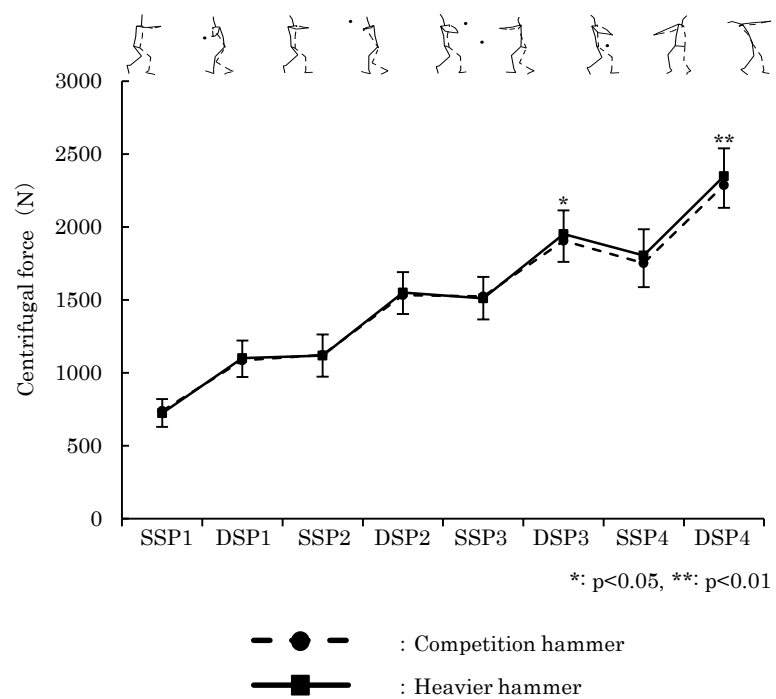 3000
2500
2000
1500
1000
500
0
Centrifugal force (N)
*
**
SSP1 DSP1 SSP2 DSP2 SSP3 DSP3 SSP4 DSP4
*: p<0.05, **: p<0.01
: Competition hammer
: Heavier hammer